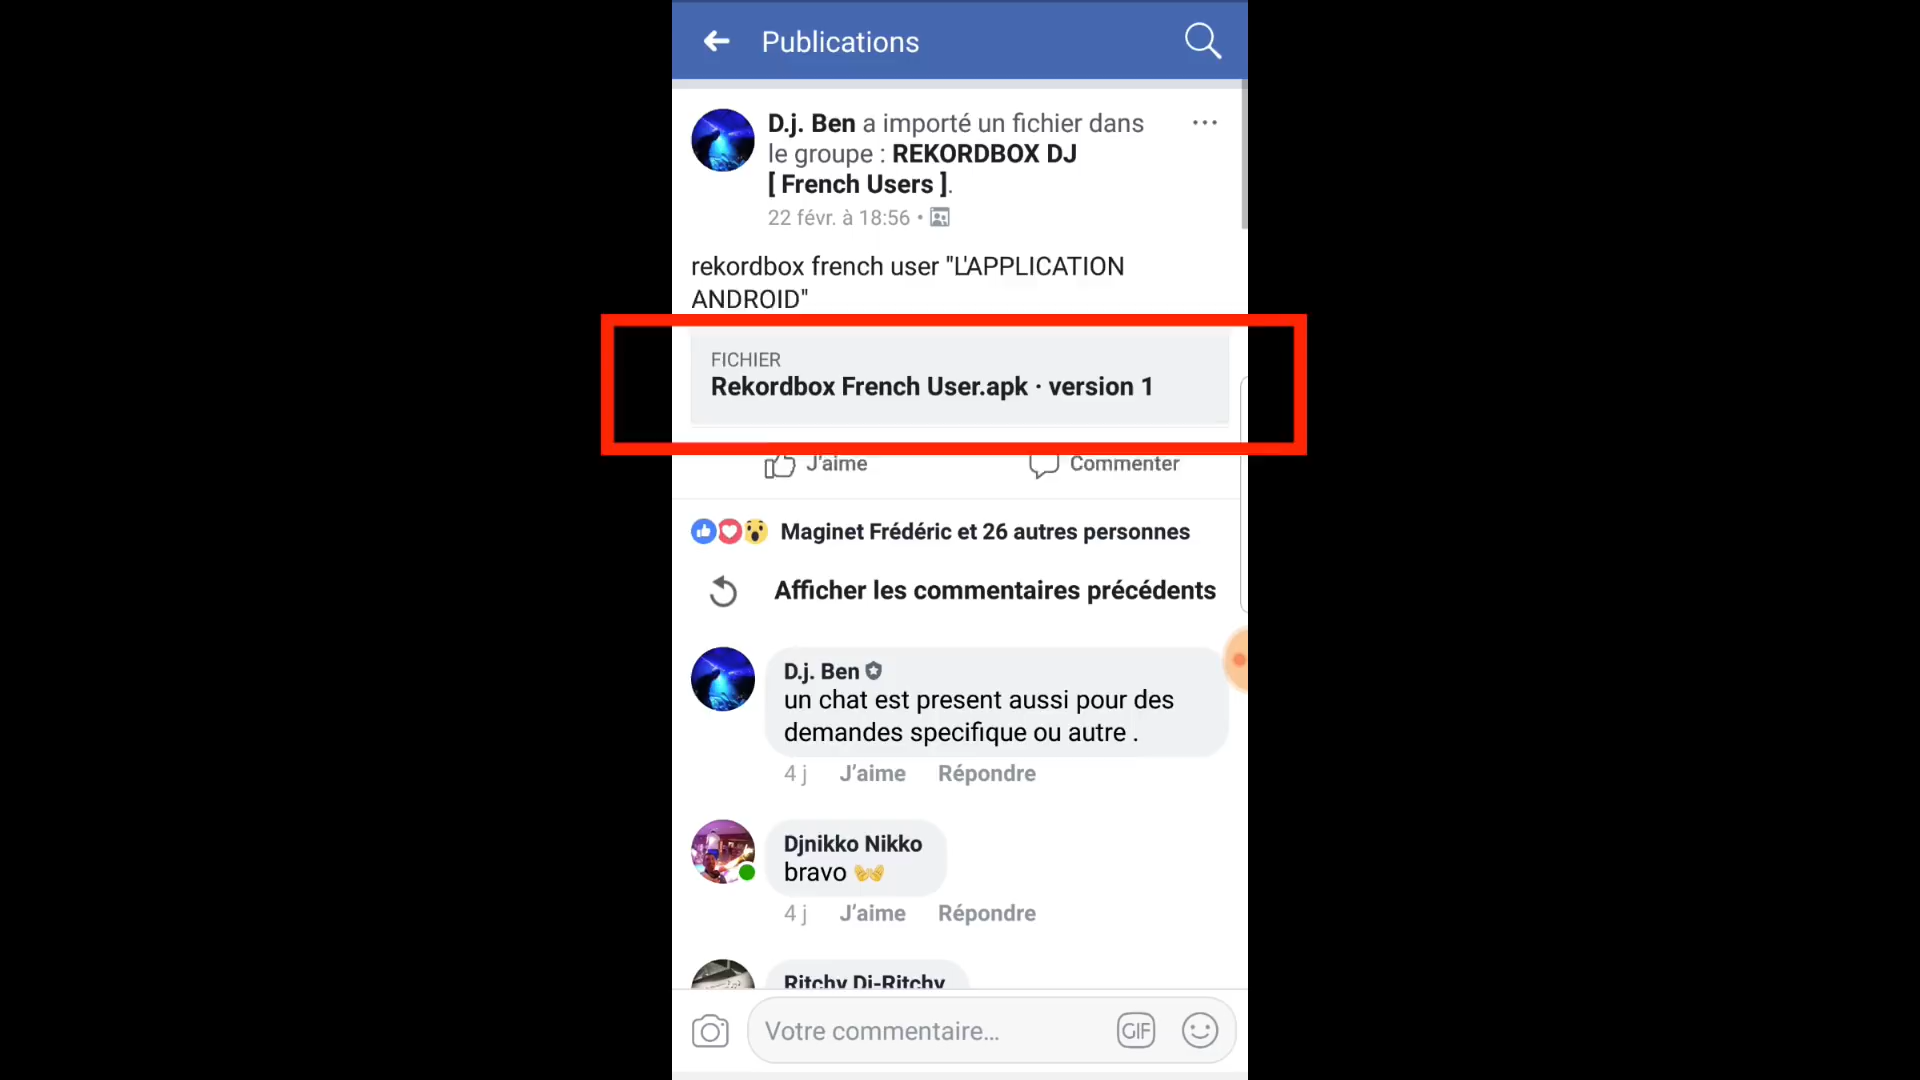 Publications
D.j. Ben a importé un fichier dans
le groupe : REKORDBOX DJ
[ French Users ].
22 févr. à 18:56 •
rekordbox french user "L'APPLICATION
ANDROID"
FICHIER
Rekordbox French User.apk · version 1
J'aime Commenter
Maginet Frédéric et 26 autres personnes
Afficher les commentaires précédents
D.j. Ben
un chat est present aussi pour des
demandes specifique ou autre .
4 j J'aime Répondre
Djnikko Nikko
bravo 👐
4 j J'aime Répondre
Ritchy Dj-Ritchy
Votre commentaire... GIF